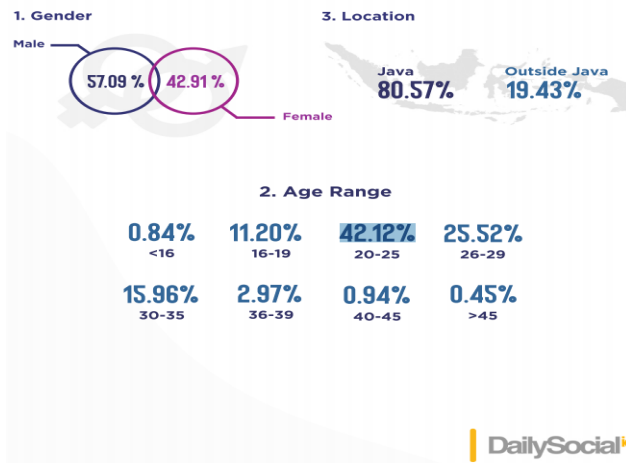 1. Gender
Male
57.09 %
42.91 %
Female
3. Location
Java
80.57%
Outside Java
19.43%
2. Age Range
0.84% 11.20% 42.12% 25.52%
<16 16-19 20-25 26-29
15.96% 2.97% 0.94% 0.45%
30-35 36-39 40-45 >45
DailySocial